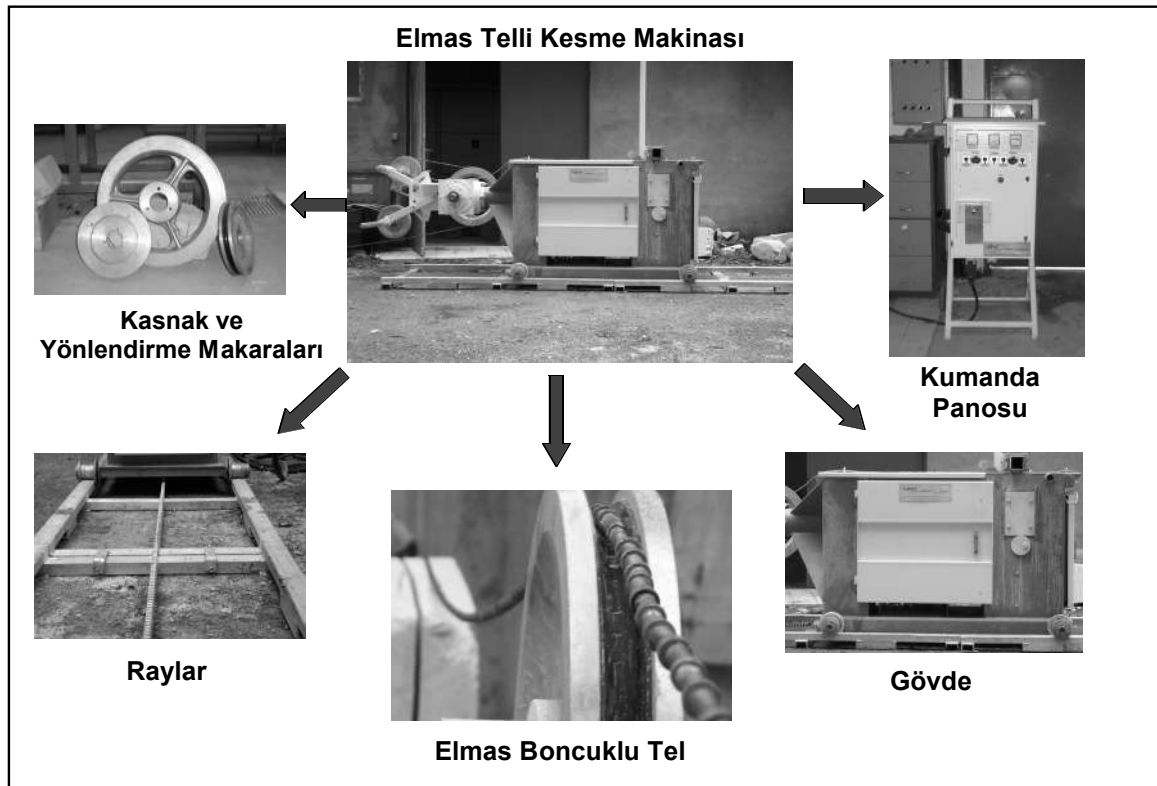 Elmas Telli Kesme Makinası
Kasnak ve
Yönlendirme Makaraları
Kumanda
Panosu
Raylar
Elmas Boncuklu Tel
Gövde